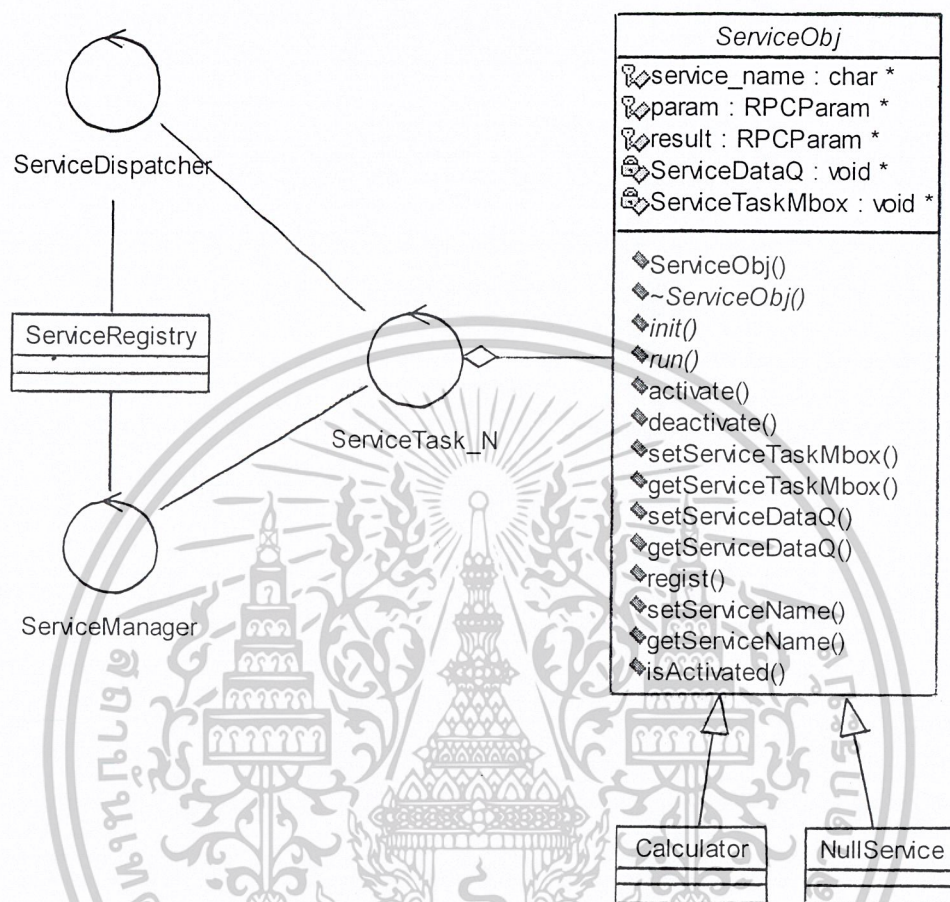 ServiceObj
service_name : char *
param : RPCParam *
result : RPCParam *
ServiceDataQ : void *
ServiceTaskMbox : void *
ServiceObj()
~ServiceObj()
init()
run()
activate()
deactivate()
setServiceTaskMbox()
getServiceTaskMbox()
setServiceDataQ()
getServiceDataQ()
regist()
setServiceName()
getServiceName()
isActivated()
ServiceDispatcher
ServiceRegistry
ServiceTask_N
ServiceManager
Calculator
NullService